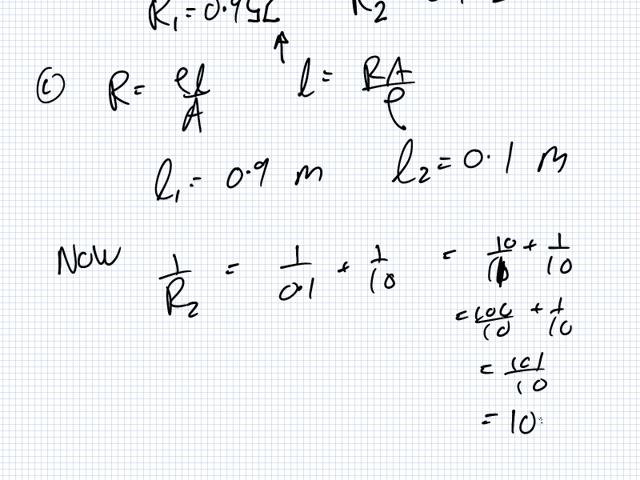 R₁ = 0.9Ω R₂
ⓒ R = ρl/A l = RA/ρ
l₁ = 0.9 m l₂ = 0.1 m
Now 1/R₂ = 1/0.1 + 1/10 = 10/1 + 1/10
= 100/10 + 1/10
= 101/10
= 10